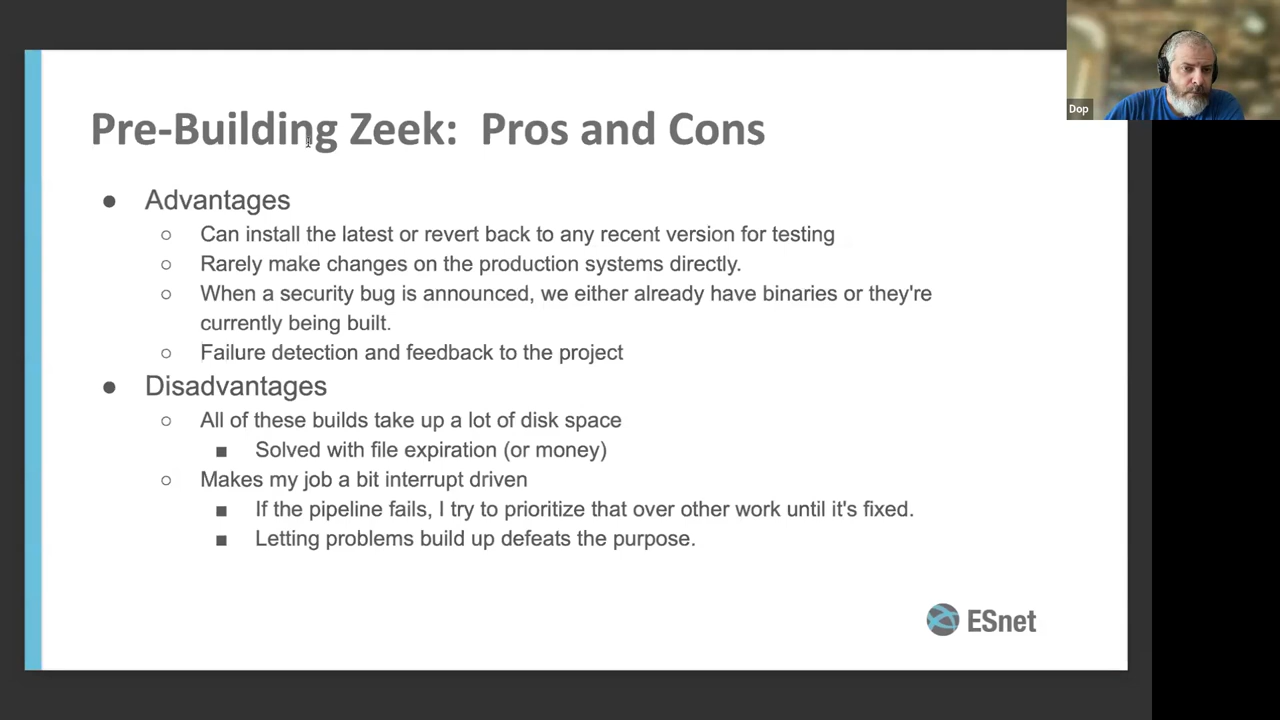 Dop
Pre-Building Zeek:  Pros and Cons
● Advantages
○ Can install the latest or revert back to any recent version for testing
○ Rarely make changes on the production systems directly.
○ When a security bug is announced, we either already have binaries or they're
currently being built.
○ Failure detection and feedback to the project
● Disadvantages
○ All of these builds take up a lot of disk space
■ Solved with file expiration (or money)
○ Makes my job a bit interrupt driven
■ If the pipeline fails, I try to prioritize that over other work until it's fixed.
■ Letting problems build up defeats the purpose.
ESnet